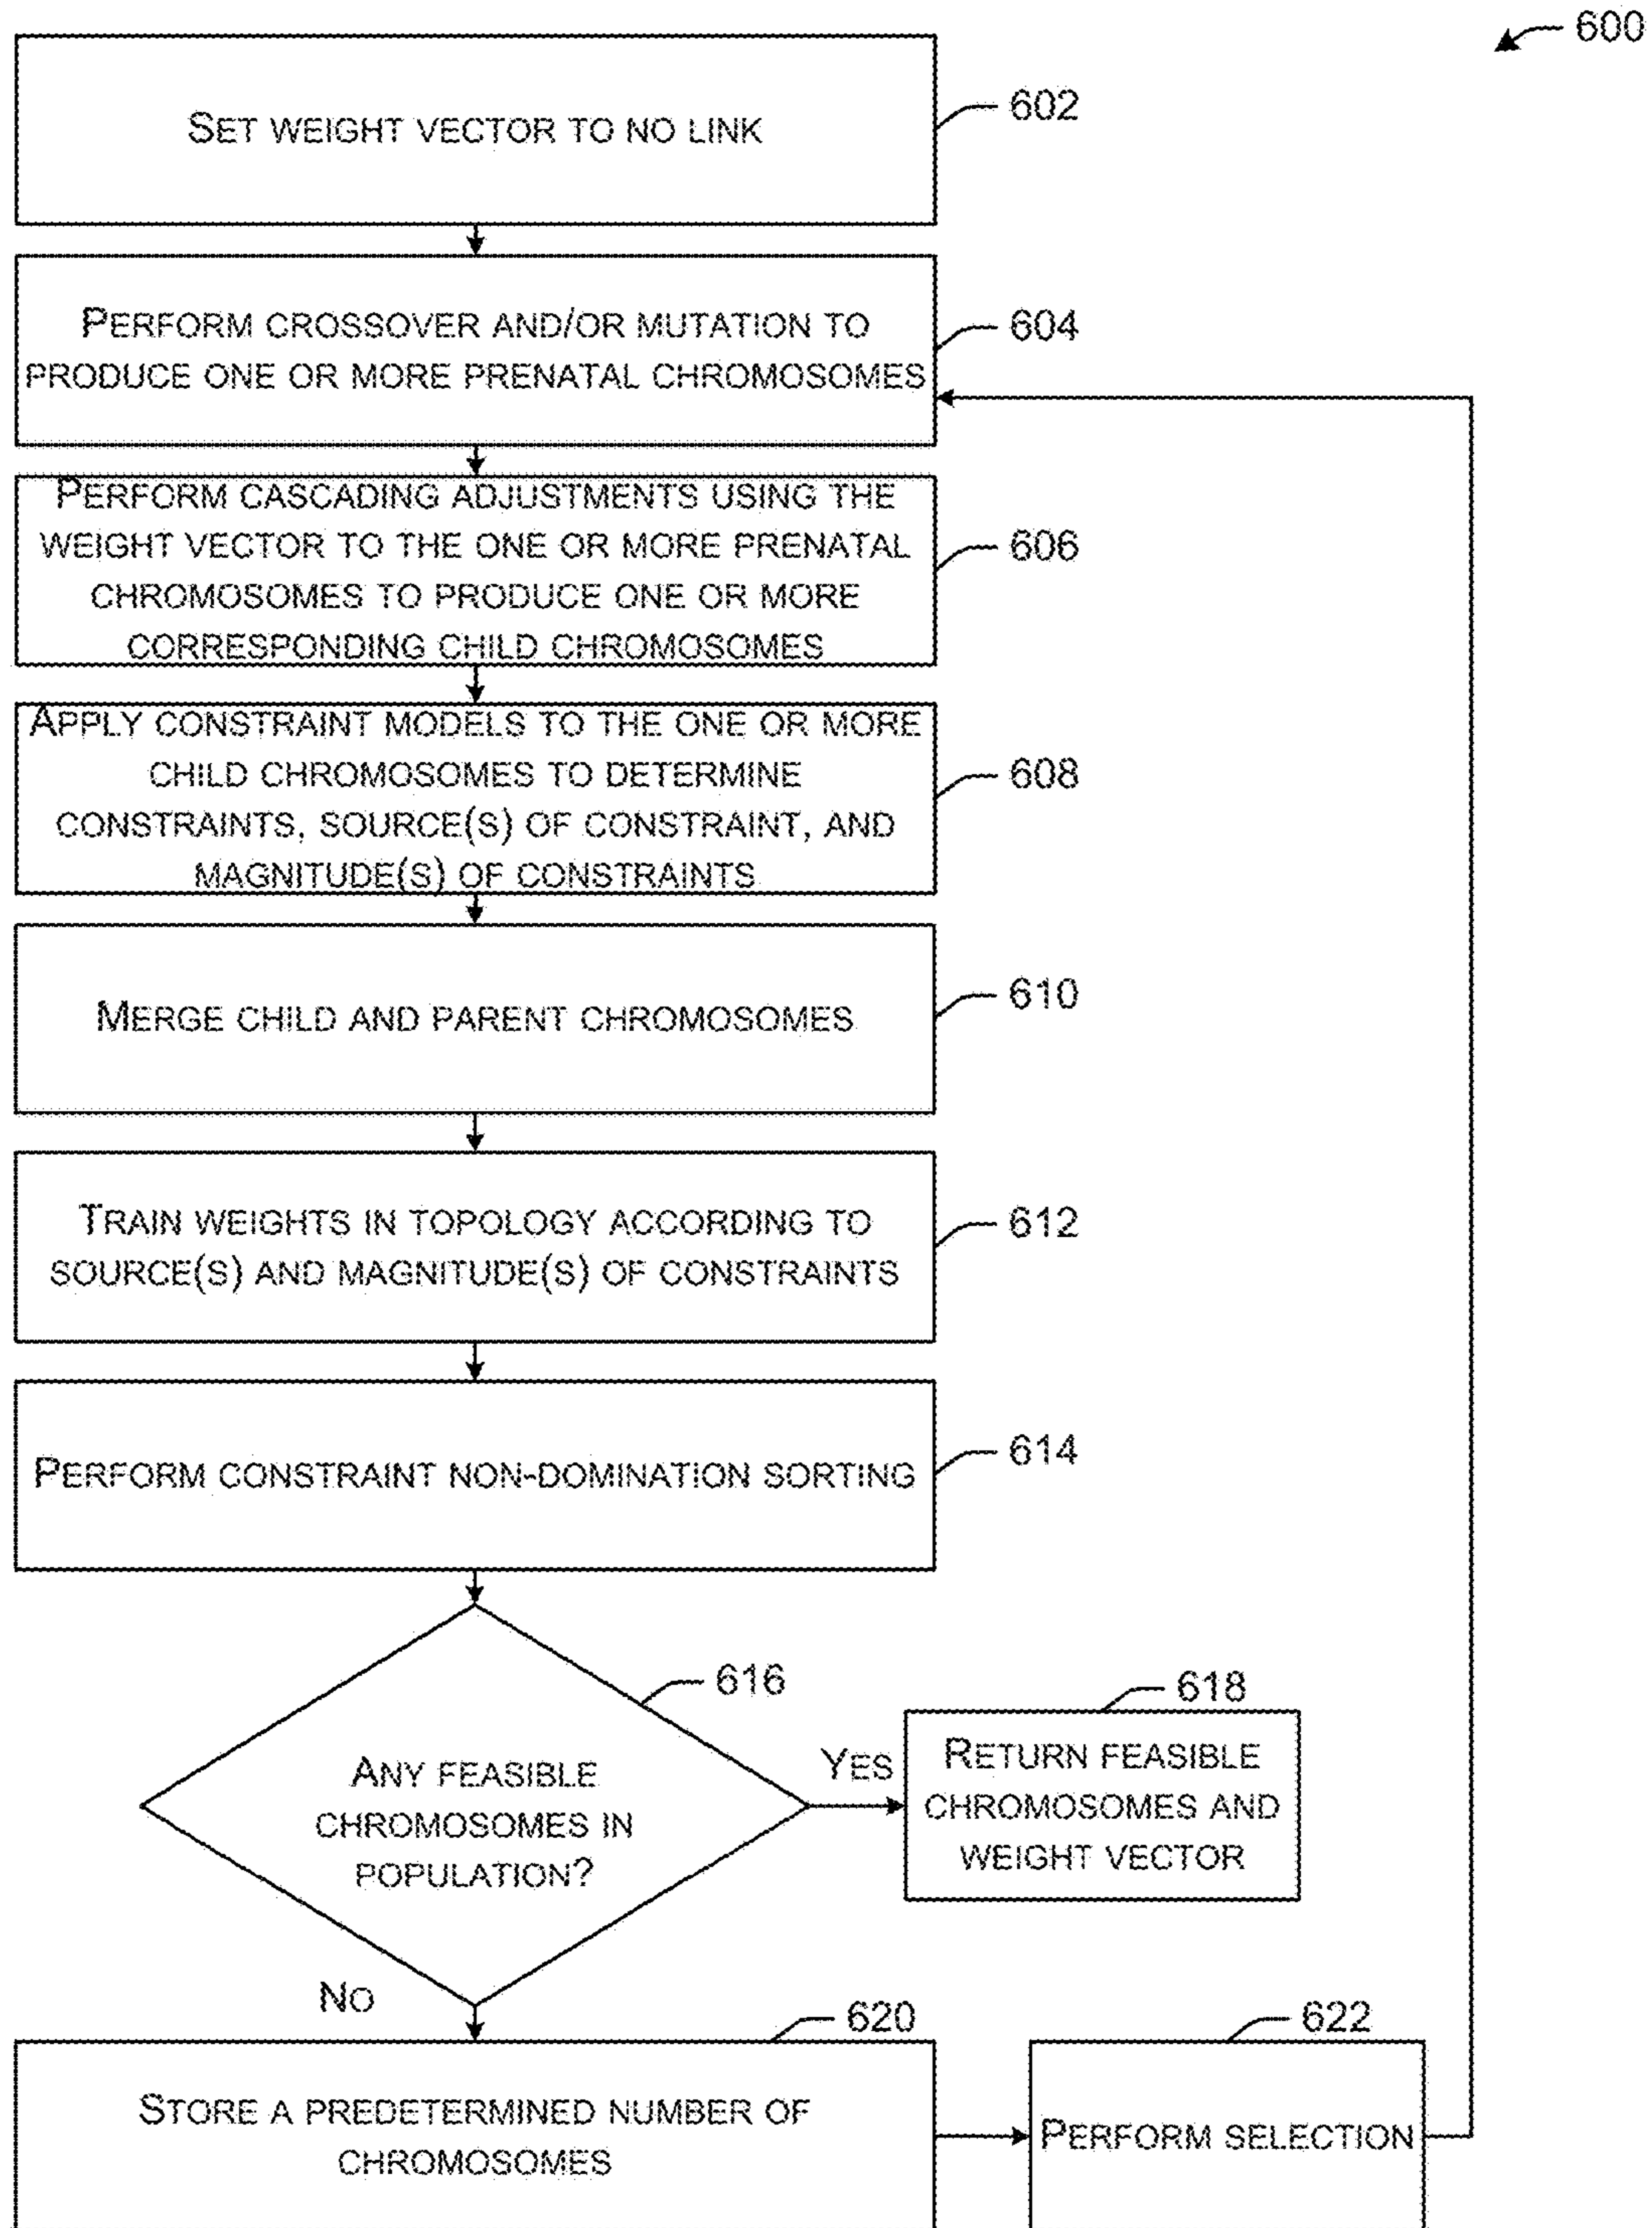 600
SET WEIGHT VECTOR TO NO LINK
602
PERFORM CROSSOVER AND/OR MUTATION TO
PRODUCE ONE OR MORE PRENATAL CHROMOSOMES
604
PERFORM CASCADING ADJUSTMENTS USING THE
WEIGHT VECTOR TO THE ONE OR MORE PRENATAL
CHROMOSOMES TO PRODUCE ONE OR MORE
CORRESPONDING CHILD CHROMOSOMES
606
APPLY CONSTRAINT MODELS TO THE ONE OR MORE
CHILD CHROMOSOMES TO DETERMINE
CONSTRAINTS, SOURCE(S) OF CONSTRAINT, AND
MAGNITUDE(S) OF CONSTRAINTS
608
MERGE CHILD AND PARENT CHROMOSOMES
610
TRAIN WEIGHTS IN TOPOLOGY ACCORDING TO
SOURCE(S) AND MAGNITUDE(S) OF CONSTRAINTS
612
PERFORM CONSTRAINT NON-DOMINATION SORTING
614
616
ANY FEASIBLE
CHROMOSOMES IN
POPULATION?
YES
618
RETURN FEASIBLE
CHROMOSOMES AND
WEIGHT VECTOR
NO
620
STORE A PREDETERMINED NUMBER OF
CHROMOSOMES
622
PERFORM SELECTION